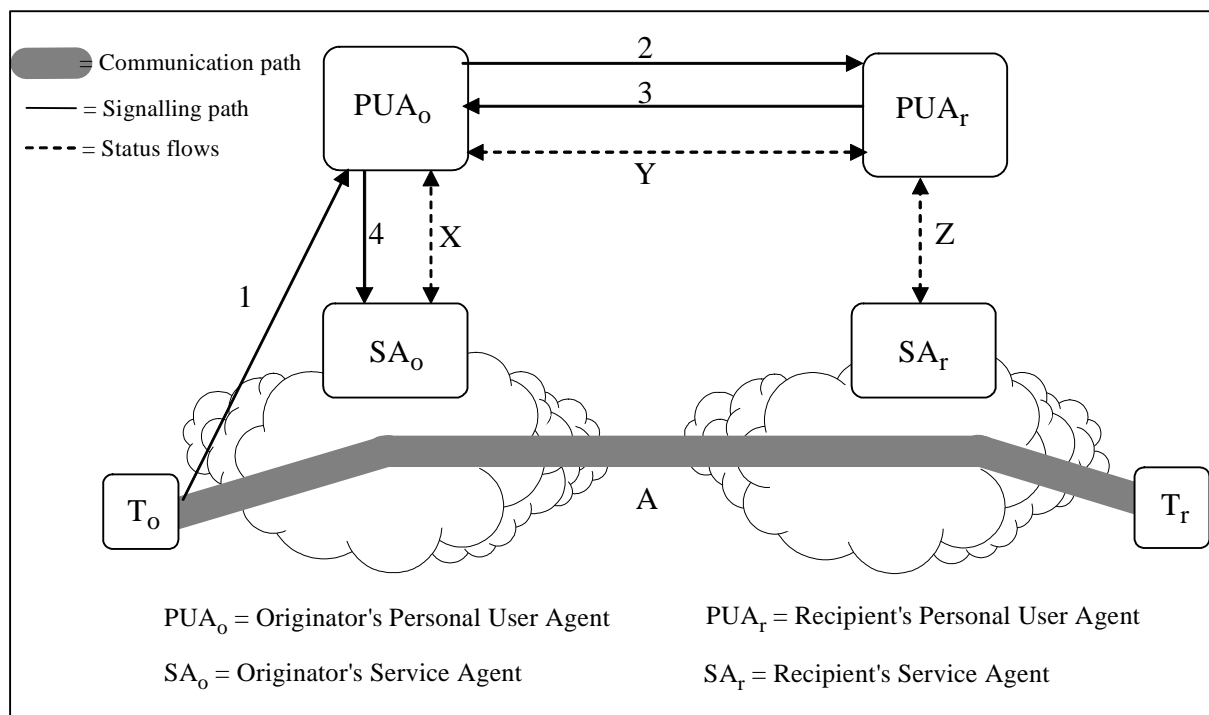 = Communication path
= Signalling path
= Status flows
PUAₒ
2
3
Y
PUAᵣ
1
4
X
Z
SAₒ
SAᵣ
Tₒ
A
Tᵣ
PUAₒ = Originator's Personal User Agent
PUAᵣ = Recipient's Personal User Agent
SAₒ = Originator's Service Agent
SAᵣ = Recipient's Service Agent